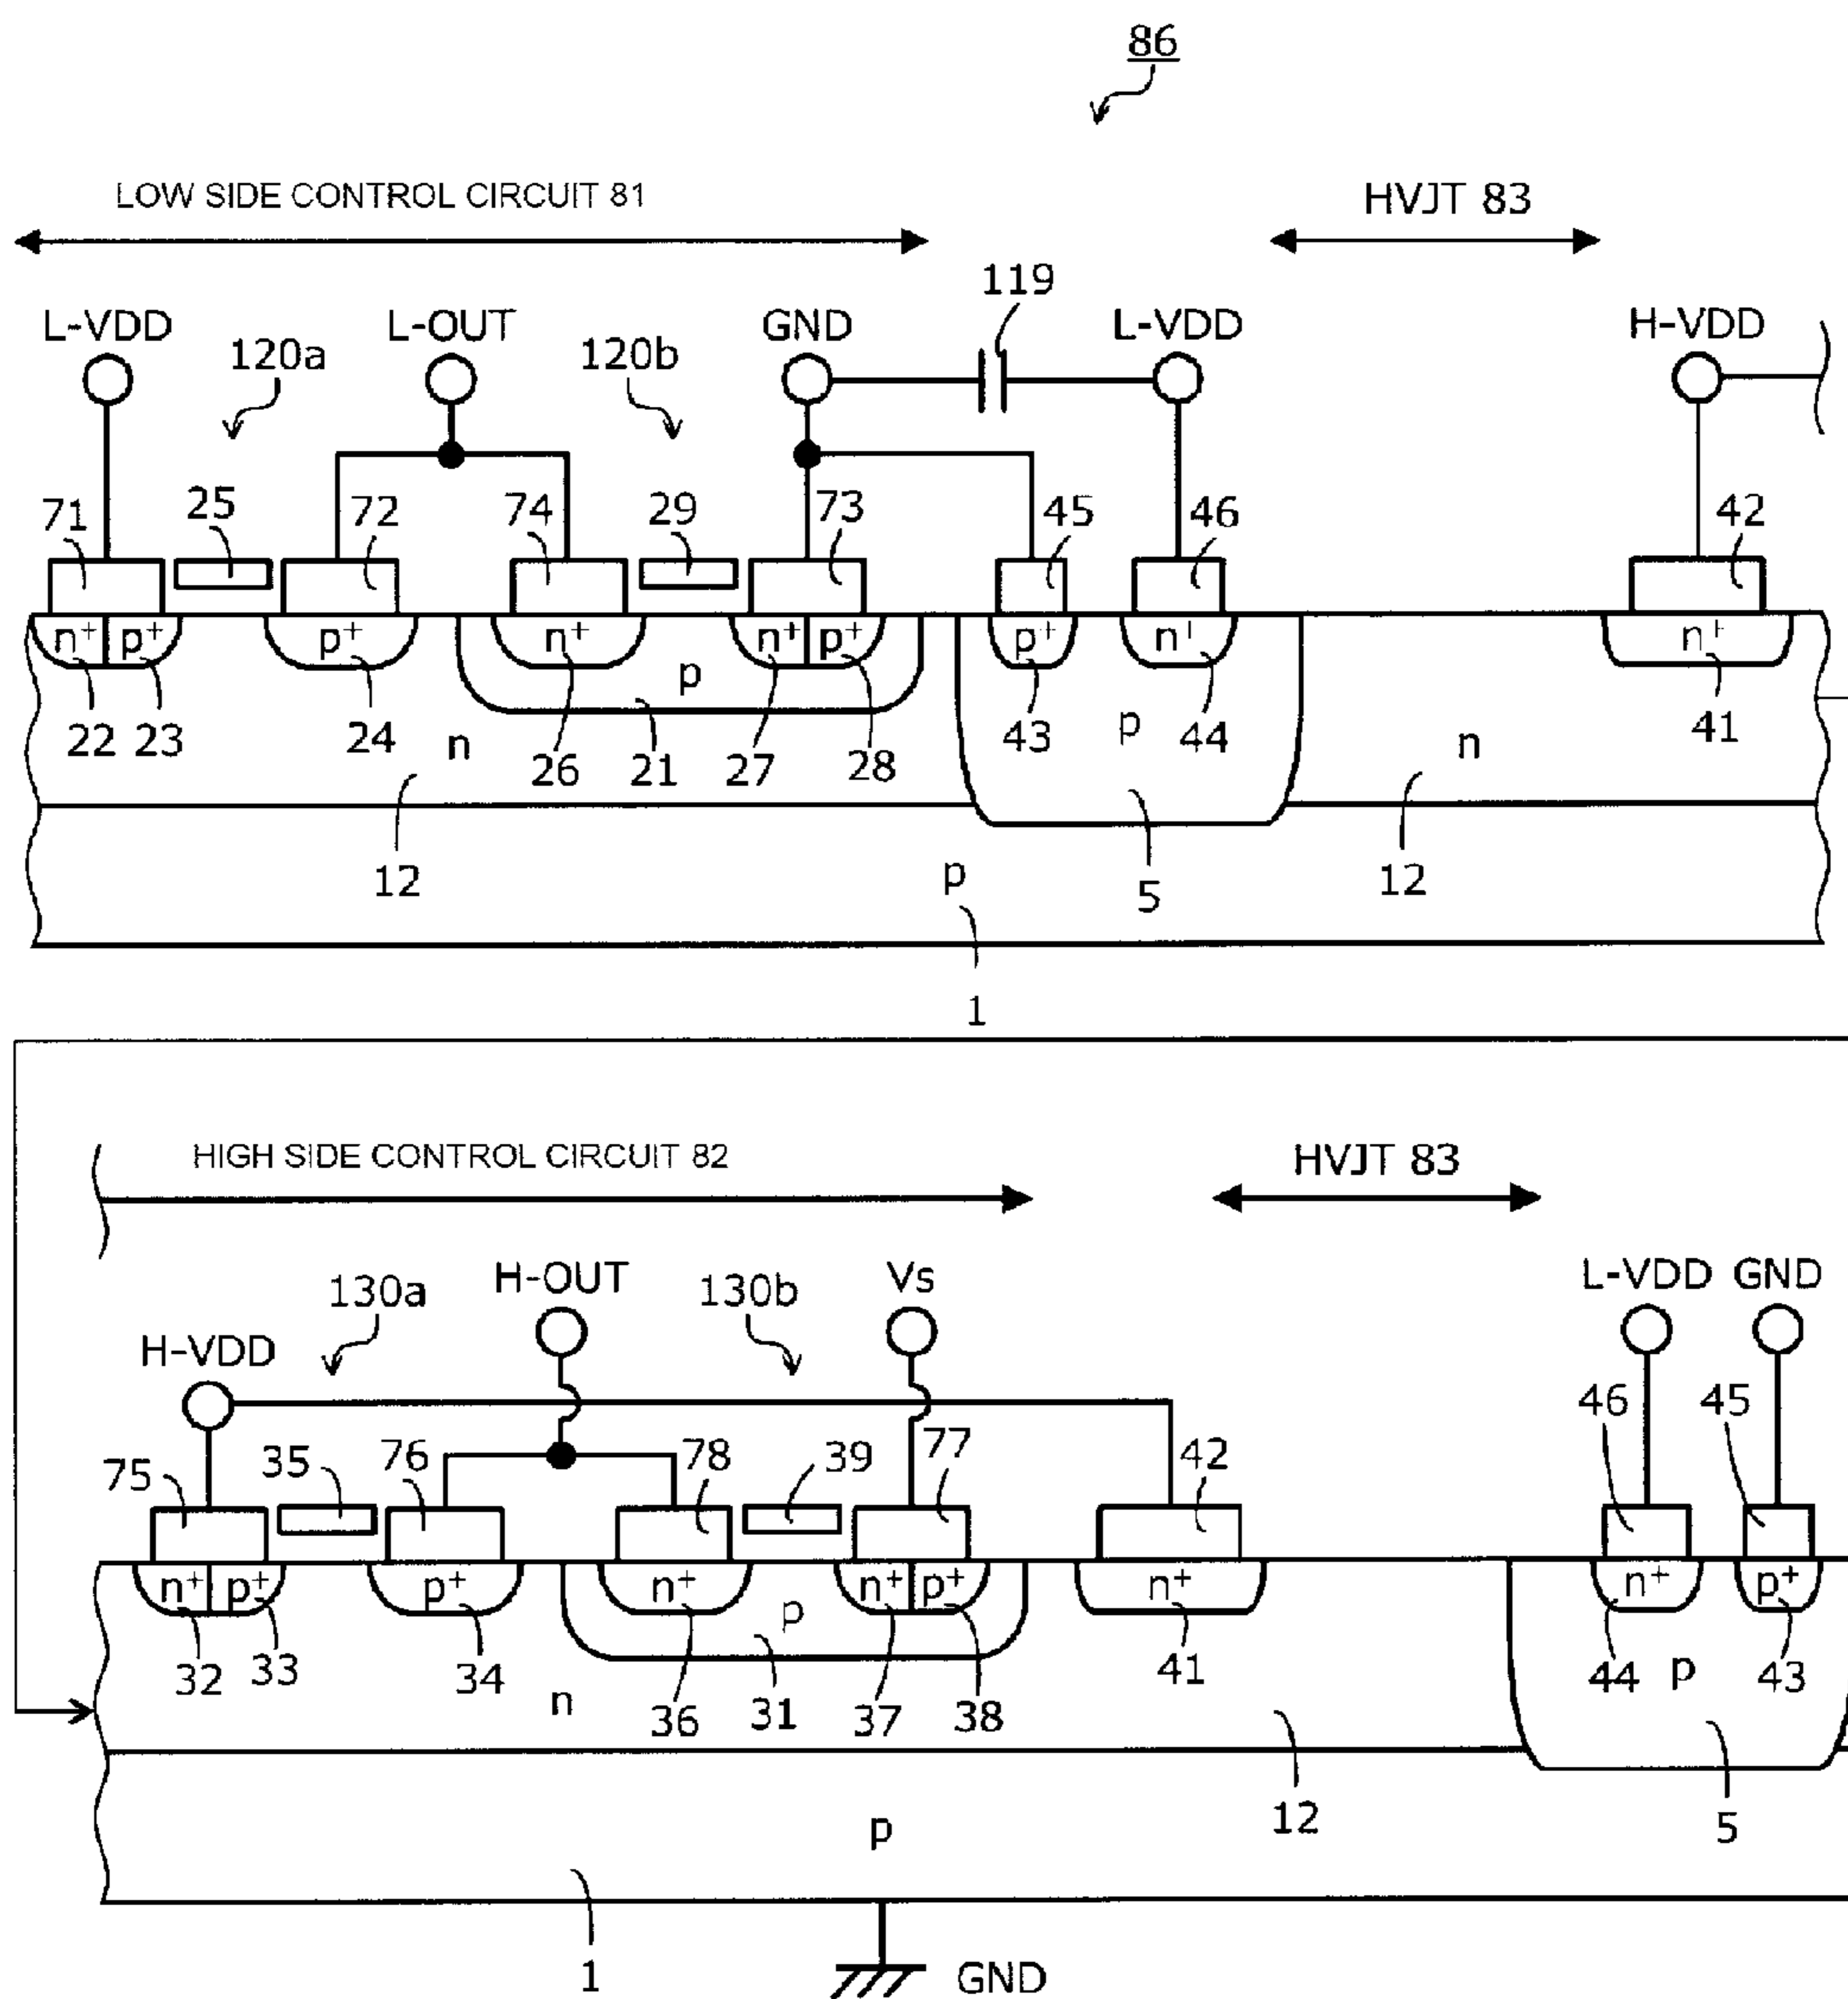 86
LOW SIDE CONTROL CIRCUIT 81
HVJT 83
119
L-VDD
120a
L-OUT
120b
GND
L-VDD
H-VDD
71
25
72
74
29
73
45
46
42
n+
p+
p+
n+
n+
p+
p+
n+
n+
p
p
22
23
24
n
26
21
27
28
43
44
n
41
12
p
5
12
1
HIGH SIDE CONTROL CIRCUIT 82
HVJT 83
H-VDD
130a
H-OUT
130b
Vs
L-VDD
GND
75
35
76
78
39
77
42
46
45
n+
p+
p+
n+
n+
p+
n+
n+
p+
p
32
33
34
n
36
31
37
38
41
44
p
43
12
5
p
1
GND